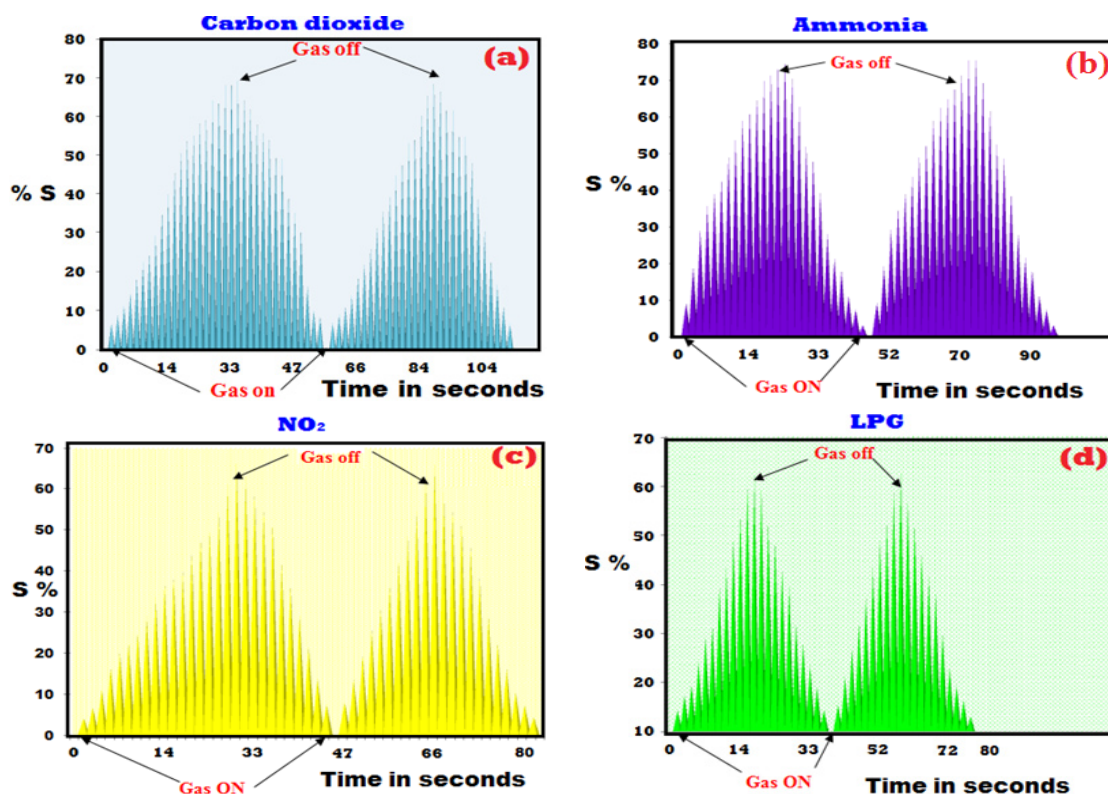 Carbon dioxide
(a)
Gas off
80
70
60
50
% S
40
30
20
10
0
0 14 33 47 66 84 104
Gas on
Time in seconds
Ammonia
(b)
Gas off
80
70
60
50
S %
40
30
20
10
0
0 14 33 52 70 90
Gas ON
Time in seconds
NO₂
(c)
Gas off
70
60
50
40
S %
30
20
10
0
0 14 33 47 66 80
Gas ON
Time in seconds
LPG
(d)
Gas off
70
60
50
S %
40
30
20
10
0 14 33 52 72 80
Gas ON
Time in seconds